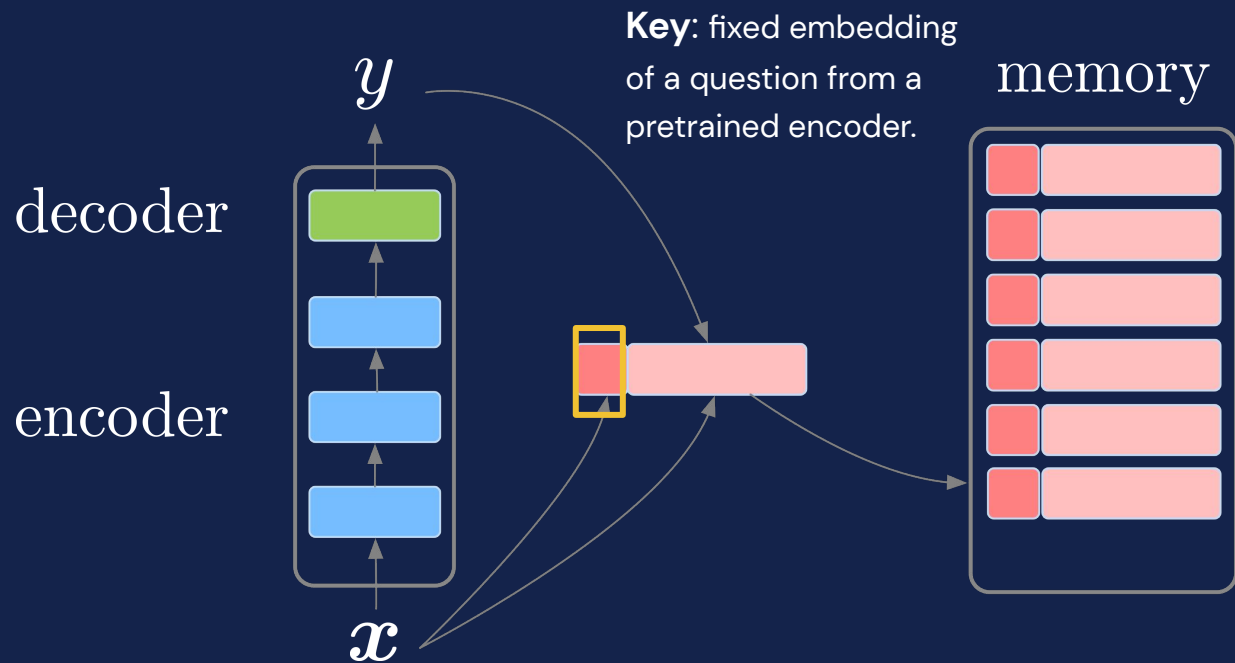 Key: fixed embedding
of a question from a
pretrained encoder.
memory
y
decoder
encoder
x